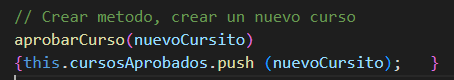 // Crear metodo, crear un nuevo curso
aprobarCurso(nuevoCursito)
{this.cursosAprobados.push (nuevoCursito);   }